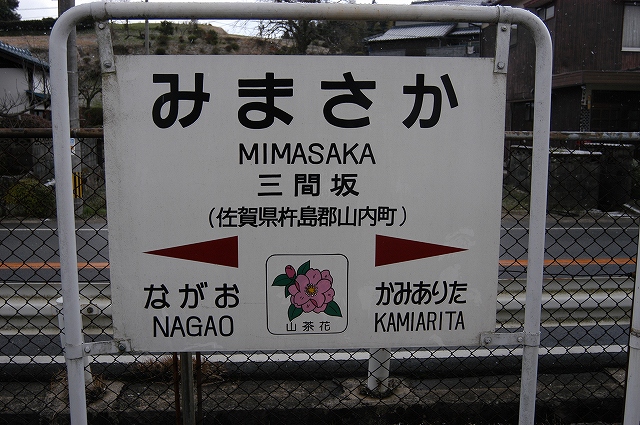 みまさか
MIMASAKA
三間坂
(佐賀県杵島郡山内町)
ながお
NAGAO
山茶花
かみありた
KAMIARITA